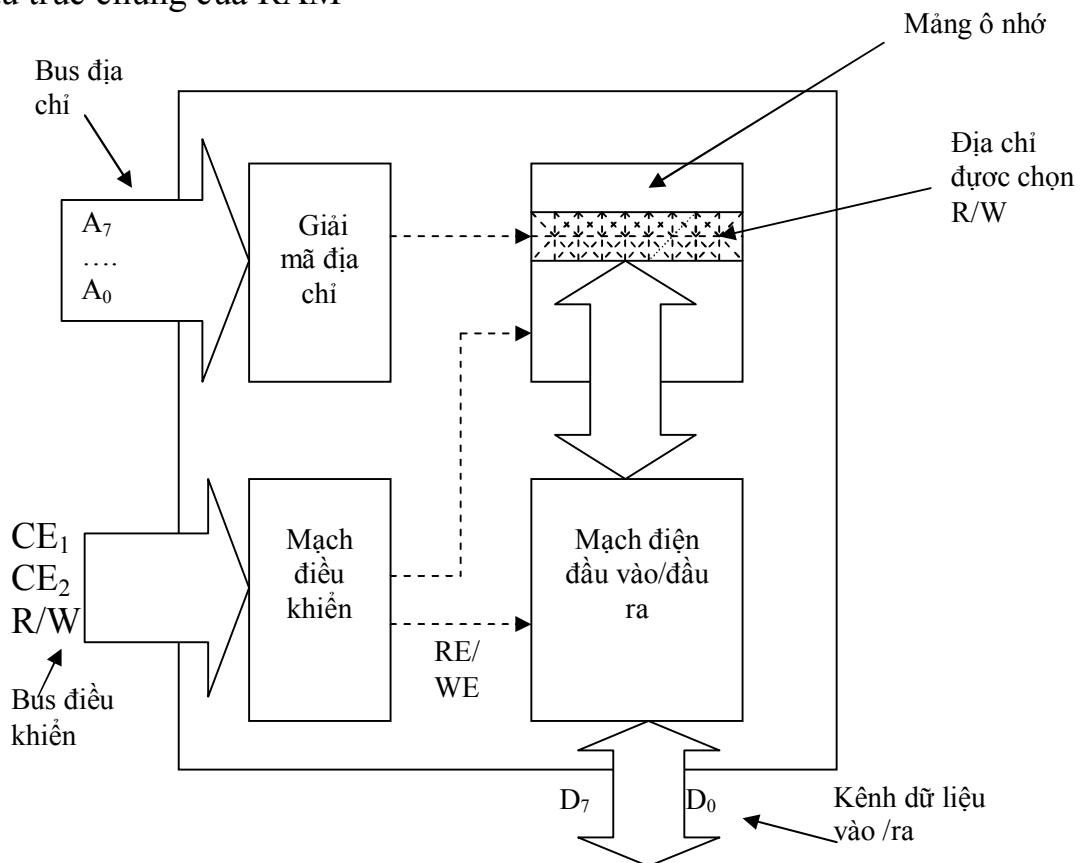 trúc chung của RAM
Mảng ô nhớ
Bus địa
chỉ
Địa chỉ
đựơc chọn
R/W
A7
….
A0
Giải
mã địa
chỉ
CE1
CE2
R/W
Mạch
điều
khiển
Mạch điện
đầu vào/đầu
ra
RE/
WE
Bus điều
khiển
D7
D0
Kênh dữ liệu
vào /ra